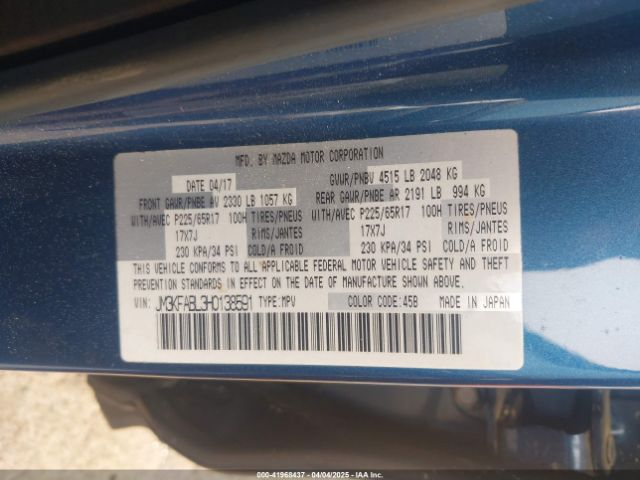 MFD. BY MAZDA MOTOR CORPORATION
DATE 04/17 GVWR/PNBV 4515 LB 2048 KG
FRONT GAWR/PNBE AV 2330 LB 1057 KG REAR GAWR/PNBE AR 2191 LB 994 KG
WITH/AVEC P225/65R17 100H TIRES/PNEUS WITH/AVEC P225/65R17 100H TIRES/PNEUS
17X7J RIMS/JANTES 17X7J RIMS/JANTES
230 KPA/34 PSI COLD/A FROID 230 KPA/34 PSI COLD/A FROID
THIS VEHICLE CONFORMS TO ALL APPLICABLE FEDERAL MOTOR VEHICLE SAFETY AND THEFT
PREVENTION STANDARDS IN EFFECT ON THE DATE OF MANUFACTURE SHOWN ABOVE.
VIN: JM3KFABL3H0138591 TYPE:MPV COLOR CODE:45B MADE IN JAPAN
000-41968437 - 04/04/2025 - IAAI.com